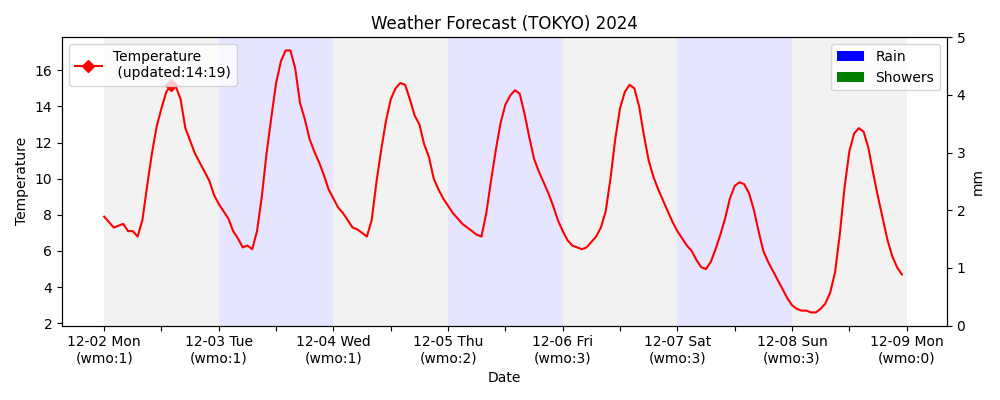 Weather Forecast (TOKYO) 2024
Temperature
(updated:14:19)
Rain
Showers
Temperature
16
14
12
10
8
6
4
2
5
4
3
2
1
0
mm
12-02 Mon
(wmo:1)
12-03 Tue
(wmo:1)
12-04 Wed
(wmo:1)
12-05 Thu
(wmo:2)
12-06 Fri
(wmo:3)
12-07 Sat
(wmo:3)
12-08 Sun
(wmo:3)
12-09 Mon
(wmo:0)
Date